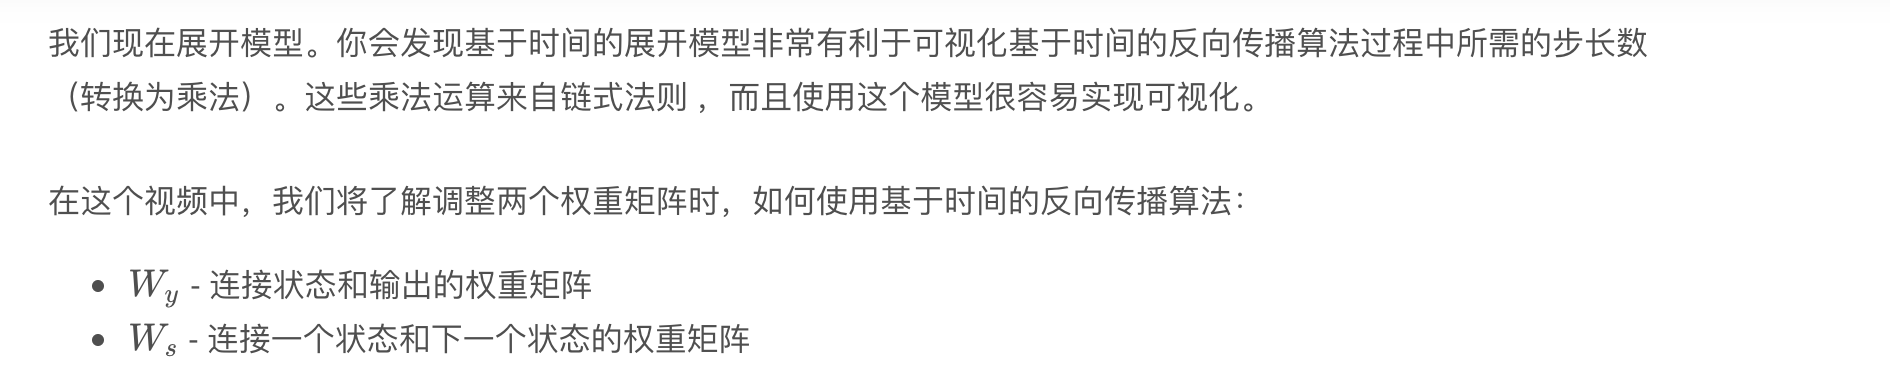 我们现在展开模型。你会发现基于时间的展开模型非常有利于可视化基于时间的反向传播算法过程中所需的步长数
（转换为乘法）。这些乘法运算来自链式法则，而且使用这个模型很容易实现可视化。
在这个视频中，我们将了解调整两个权重矩阵时，如何使用基于时间的反向传播算法：
• W_y - 连接状态和输出的权重矩阵
• W_s - 连接一个状态和下一个状态的权重矩阵